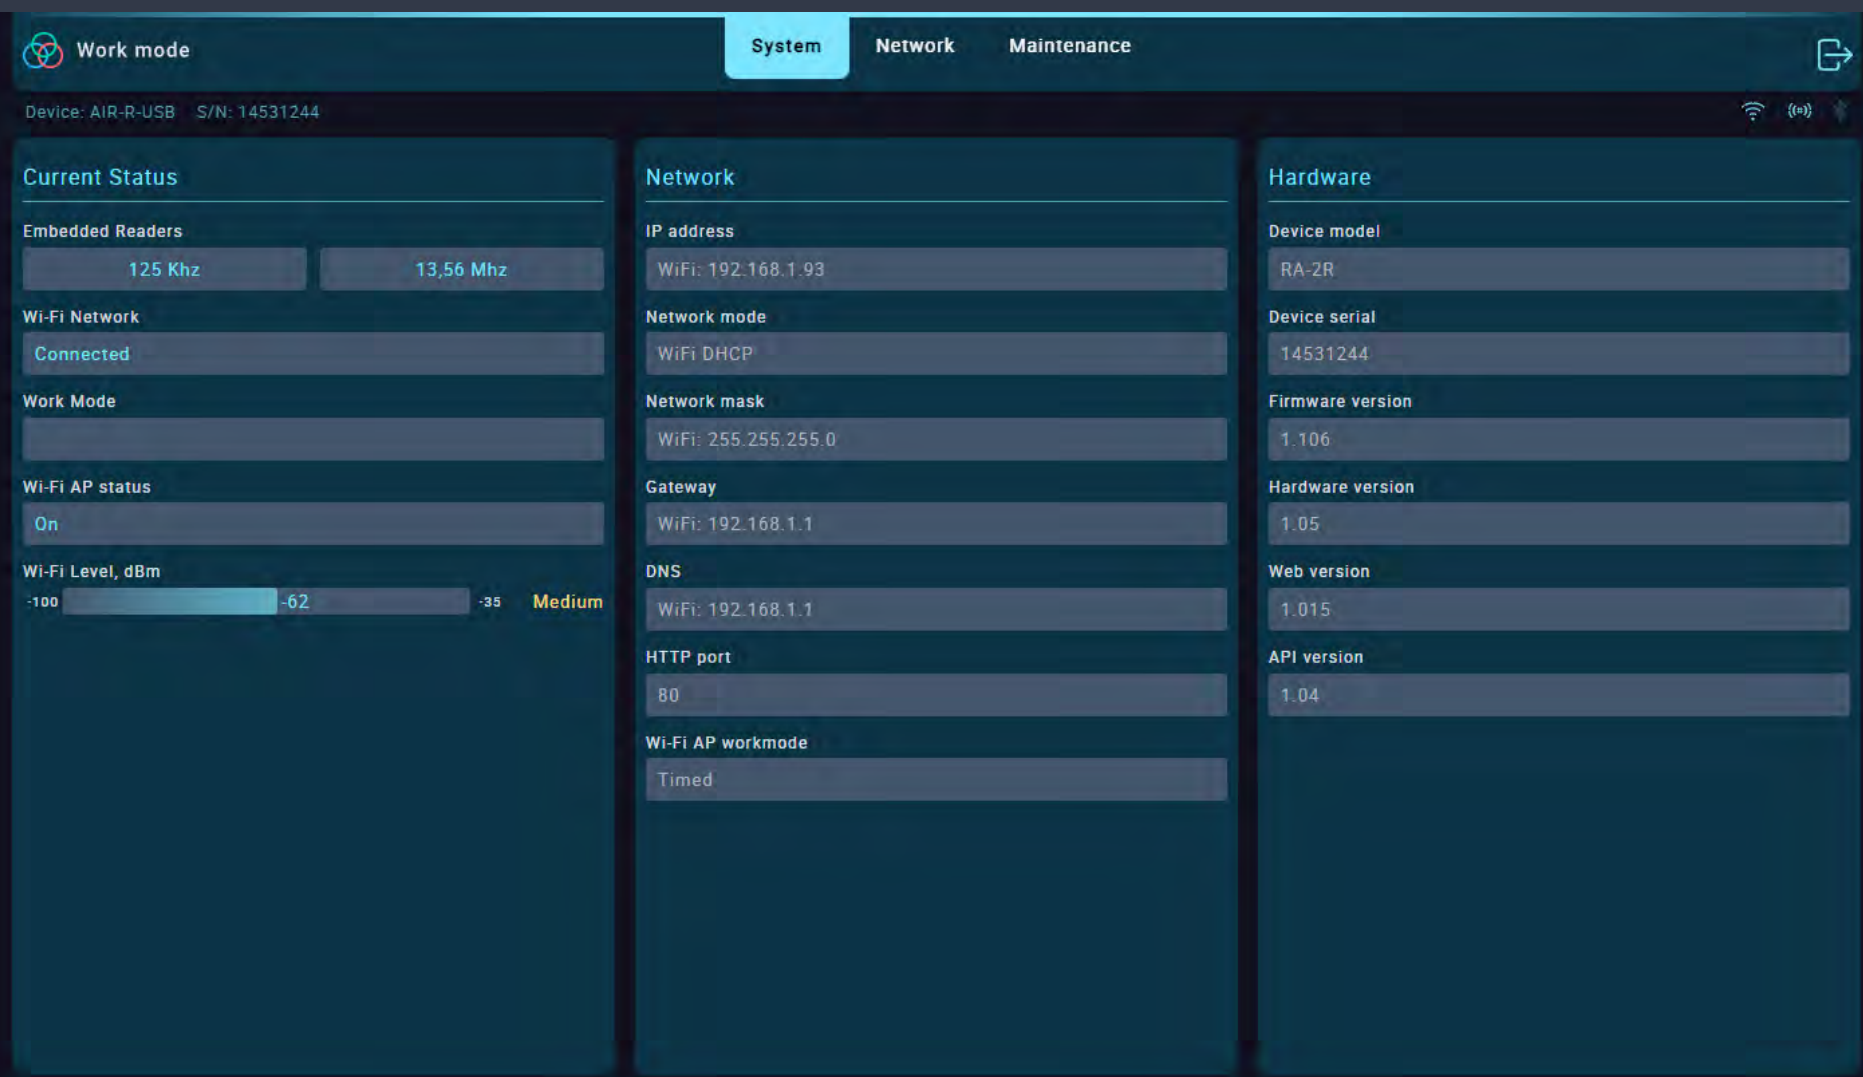 Work mode
System
Network
Maintenance
Device: AIR-R-USB S/N: 14531244
Current Status
Embedded Readers
125 Khz
13,56 Mhz
Wi-Fi Network
Connected
Work Mode
Wi-Fi AP status
On
Wi-Fi Level, dBm
-100
-62
-35
Medium
Network
IP address
WiFi: 192.168.1.93
Network mode
WiFi DHCP
Network mask
WiFi: 255.255.255.0
Gateway
WiFi: 192.168.1.1
DNS
WiFi: 192.168.1.1
HTTP port
80
Wi-Fi AP workmode
Timed
Hardware
Device model
RA-2R
Device serial
14531244
Firmware version
1.106
Hardware version
1.05
Web version
1.015
API version
1.04